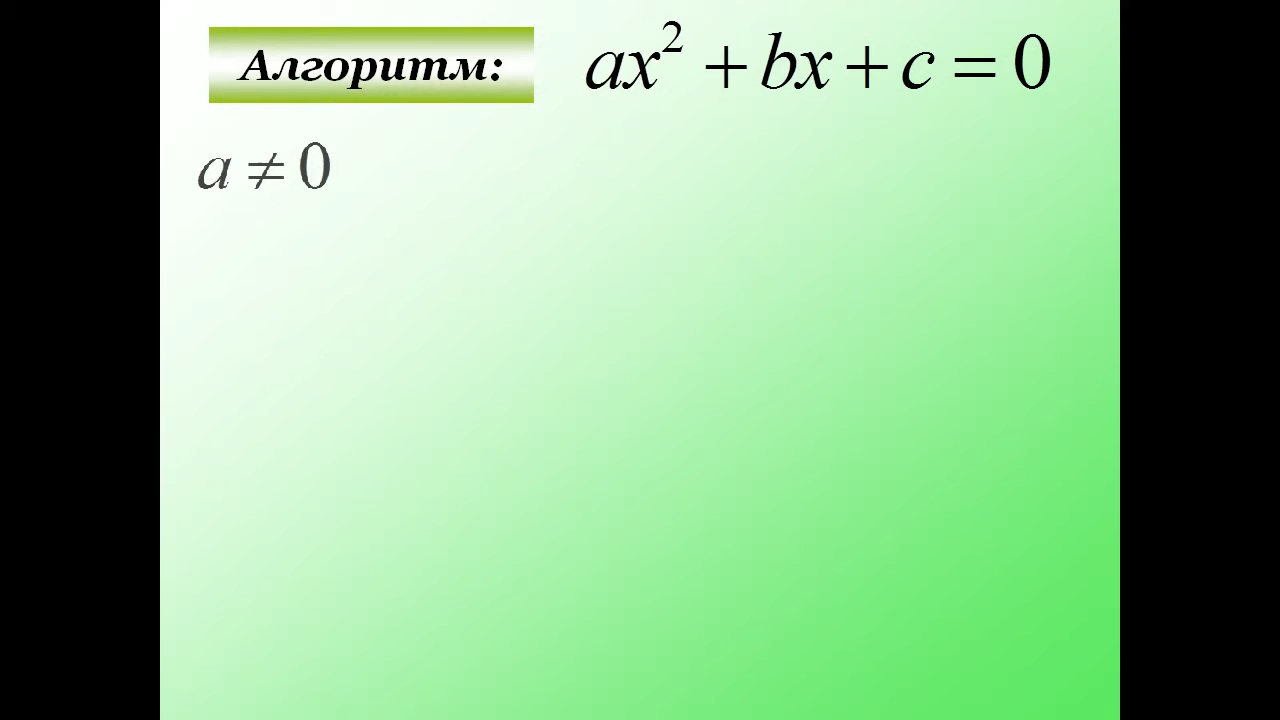 Алгоритм: ax² + bx + c = 0
a ≠ 0